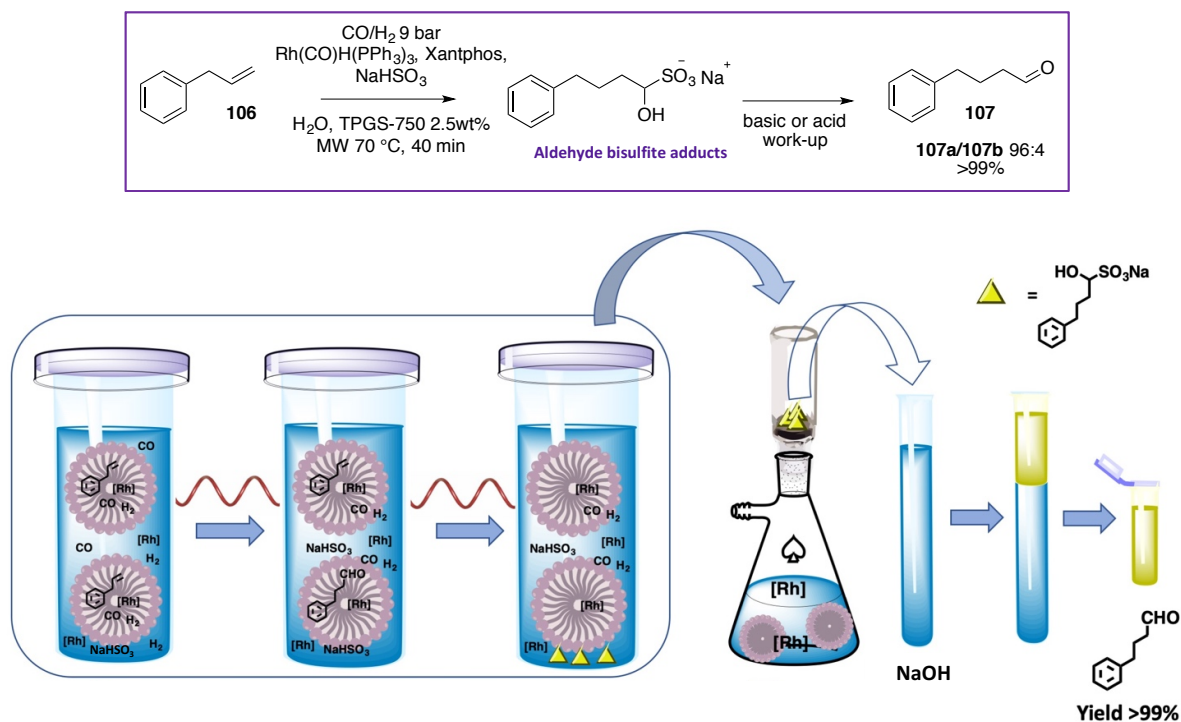 CO/H₂ 9 bar
Rh(CO)H(PPh₃)₃, Xantphos,
NaHSO₃
106
H₂O, TPGS-750 2.5wt%
MW 70 °C, 40 min
SO₃⁻ Na⁺
OH
Aldehyde bisulfite adducts
basic or acid
work-up
O
107
107a/107b 96:4
>99%
HO SO₃Na
=
CO
[Rh]
CO H₂
CO
[Rh]
H₂
[Rh]
CO H₂
[Rh]
NaHSO₃
H₂
[Rh]
CO H₂
[Rh]
NaHSO₃
CO
H₂
CHO
[Rh]
[Rh]
NaHSO₃
[Rh]
CO H₂
[Rh]
NaHSO₃
CO H₂
[Rh]
[Rh]
[Rh]
[Rh]
NaOH
CHO
Yield >99%